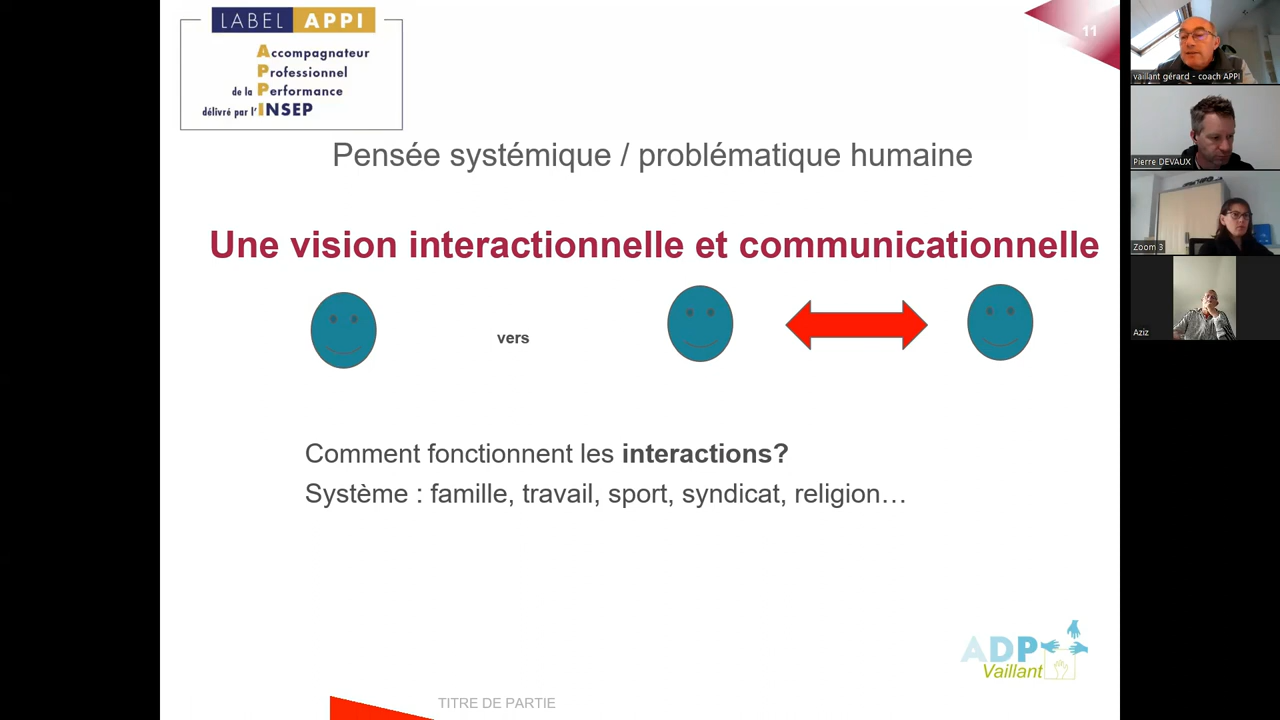 LABEL APPI
Accompagnateur
Professionnel
de la Performance
délivré par l'INSEP
11
Pensée systémique / problématique humaine
Une vision interactionnelle et communicationnelle
vers
Comment fonctionnent les interactions?
Système : famille, travail, sport, syndicat, religion…
ADP
Vaillant
TITRE DE PARTIE
vaillant gérard - coach APPI
Pierre DEVAUX
Zoom 3
Aziz